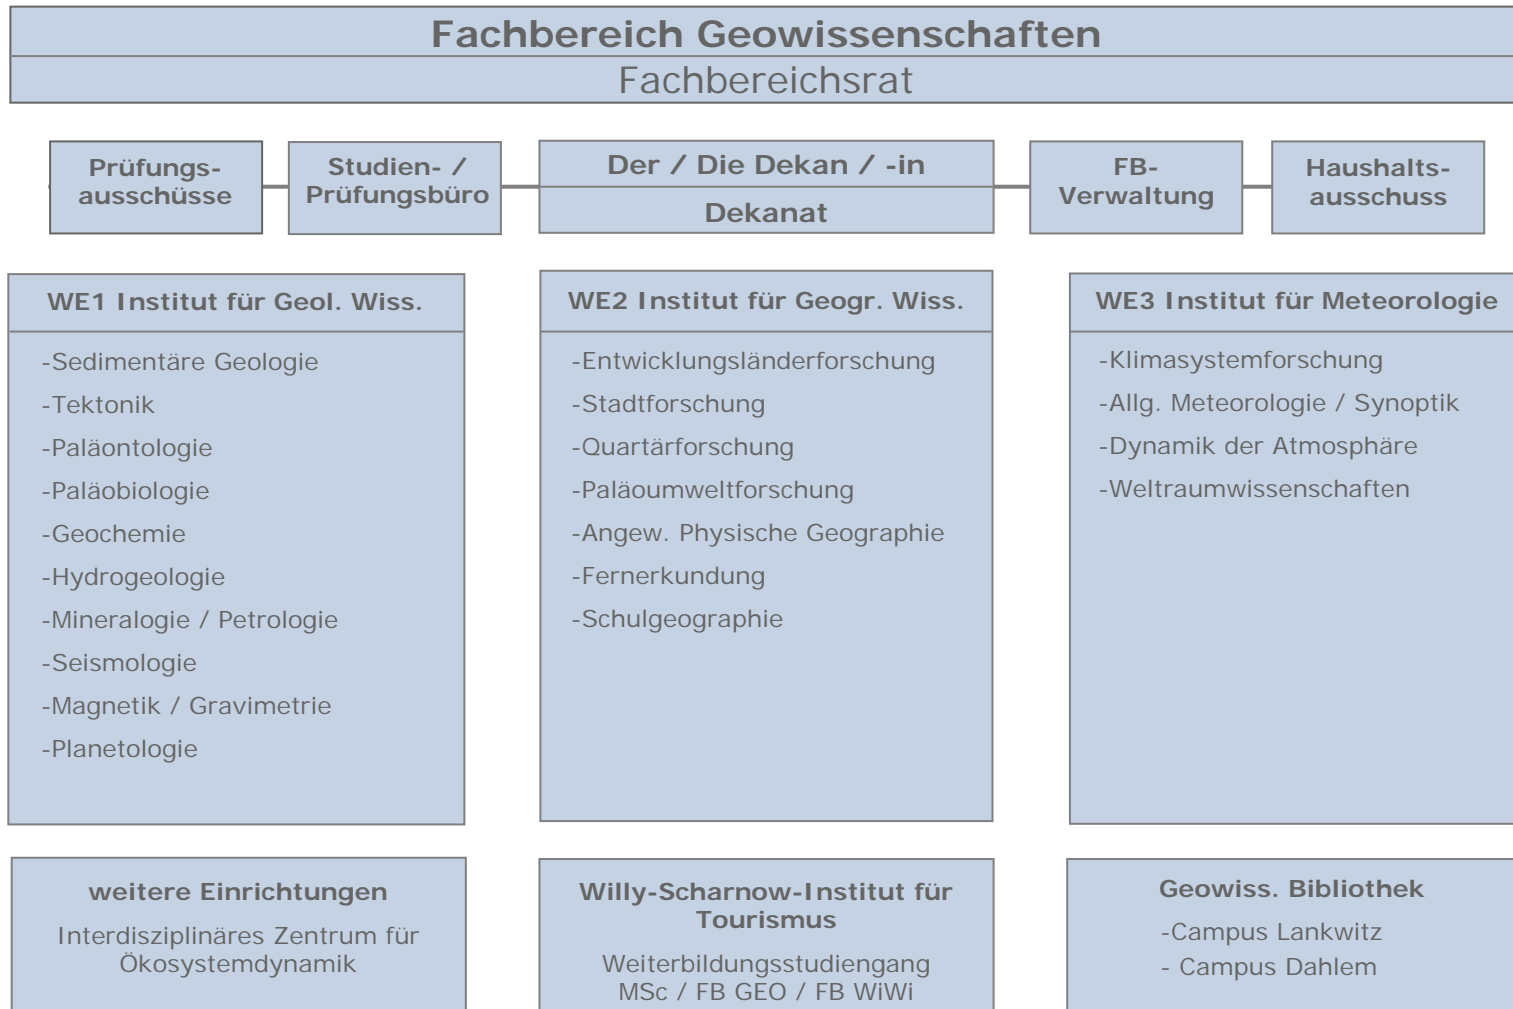 Fachbereich Geowissenschaften
Fachbereichsrat
Prüfungs-
ausschüsse
Studien- /
Prüfungsbüro
Der / Die Dekan / -in
Dekanat
FB-
Verwaltung
Haushalts-
ausschuss
WE1 Institut für Geol. Wiss.
-Sedimentäre Geologie
-Tektonik
-Paläontologie
-Paläobiologie
-Geochemie
-Hydrogeologie
-Mineralogie / Petrologie
-Seismologie
-Magnetik / Gravimetrie
-Planetologie
WE2 Institut für Geogr. Wiss.
-Entwicklungsländerforschung
-Stadtforschung
-Quartärforschung
-Paläoumweltforschung
-Angew. Physische Geographie
-Fernerkundung
-Schulgeographie
WE3 Institut für Meteorologie
-Klimasystemforschung
-Allg. Meteorologie / Synoptik
-Dynamik der Atmosphäre
-Weltraumwissenschaften
weitere Einrichtungen
Interdisziplinäres Zentrum für
Ökosystemdynamik
Willy-Scharnow-Institut für
Tourismus
Weiterbildungsstudiengang
MSc / FB GEO / FB WiWi
Geowiss. Bibliothek
-Campus Lankwitz
- Campus Dahlem